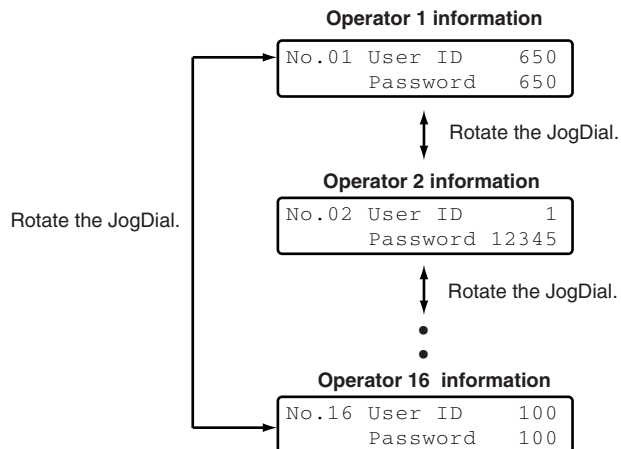 Operator 1 information
No.01 User ID 650
Password 650
Rotate the JogDial.
Operator 2 information
No.02 User ID 1
Password 12345
Rotate the JogDial.
Rotate the JogDial.
Operator 16 information
No.16 User ID 100
Password 100